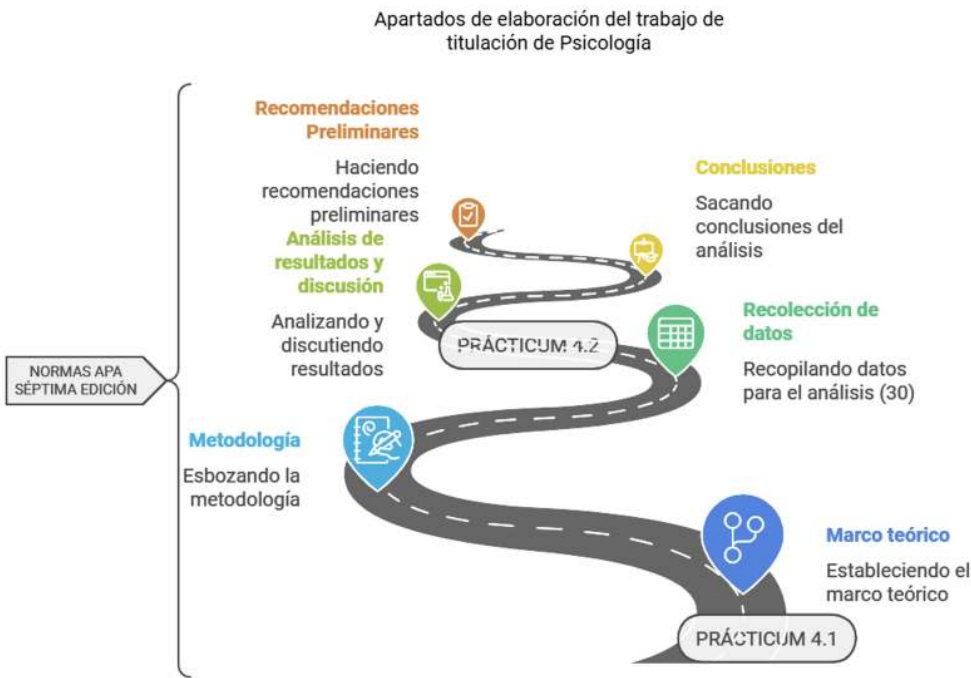 Apartados de elaboración del trabajo de
titulación de Psicología
Recomendaciones
Preliminares
Haciendo
recomendaciones
preliminares
Conclusiones
Sacando
conclusiones del
análisis
Análisis de
resultados y
discusión
Analizando y
discutiendo
resultados
PRÁCTICUM 4.2
Recolección de
datos
Recopilando datos
para el análisis (30)
NORMAS APA
SÉPTIMA EDICIÓN
Metodología
Esbozando la
metodología
Marco teórico
Estableciendo el
marco teórico
PRÁCTICUM 4.1